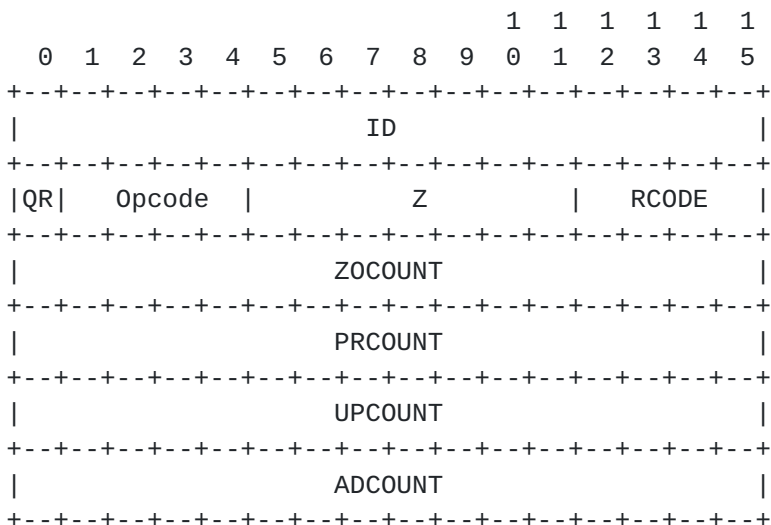 1 1 1 1 1 1
0 1 2 3 4 5 6 7 8 9 0 1 2 3 4 5
+--+--+--+--+--+--+--+--+--+--+--+--+--+--+--+--+
| ID |
+--+--+--+--+--+--+--+--+--+--+--+--+--+--+--+--+
|QR| Opcode | Z | RCODE |
+--+--+--+--+--+--+--+--+--+--+--+--+--+--+--+--+
| ZOCOUNT |
+--+--+--+--+--+--+--+--+--+--+--+--+--+--+--+--+
| PRCOUNT |
+--+--+--+--+--+--+--+--+--+--+--+--+--+--+--+--+
| UPCOUNT |
+--+--+--+--+--+--+--+--+--+--+--+--+--+--+--+--+
| ADCOUNT |
+--+--+--+--+--+--+--+--+--+--+--+--+--+--+--+--+